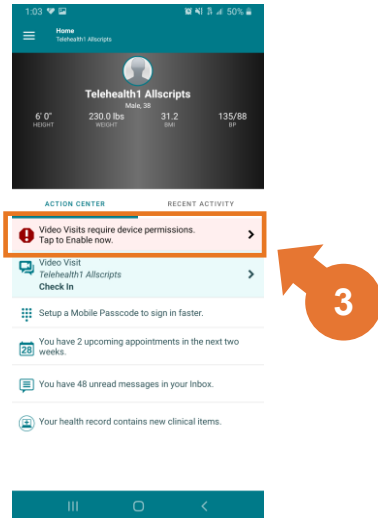 1:03 50%
Home
Telehealth1 Allscripts
Telehealth1 Allscripts
Male, 38
6' 0" 230.0 lbs 31.2 135/88
HEIGHT WEIGHT BMI BP
ACTION CENTER RECENT ACTIVITY
Video Visits require device permissions.
Tap to Enable now.
Video Visit
Telehealth1 Allscripts
Check In
Setup a Mobile Passcode to sign in faster.
28
You have 2 upcoming appointments in the next two
weeks.
You have 48 unread messages in your Inbox.
Your health record contains new clinical items.
3